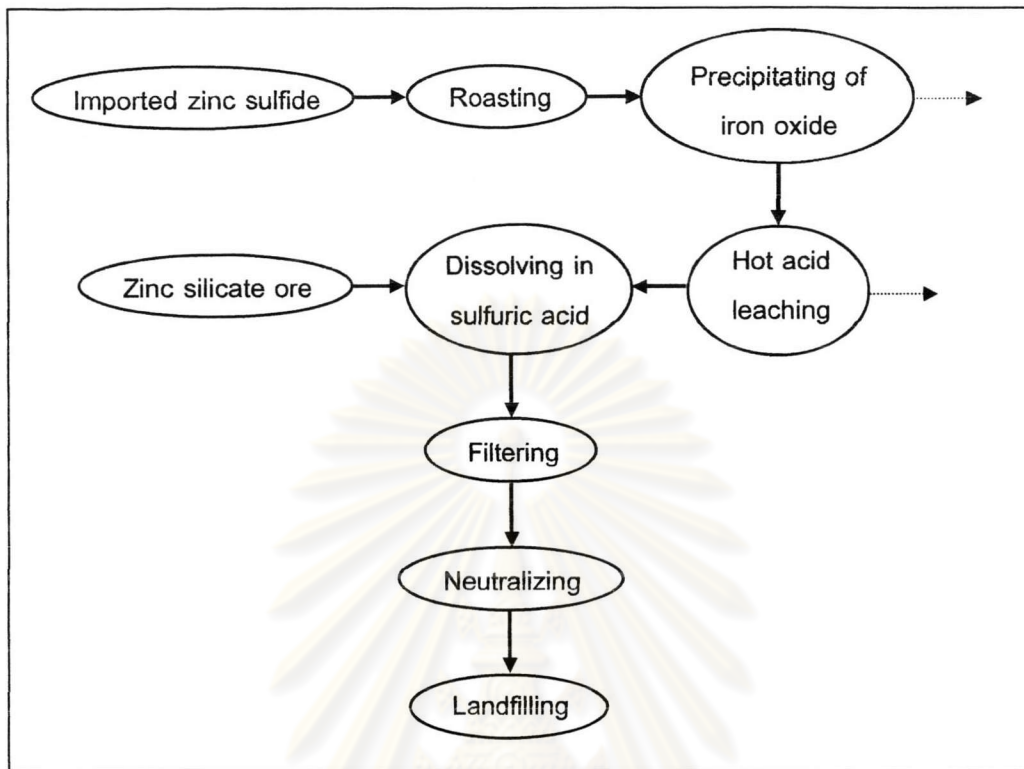 Imported zinc sulfide
Roasting
Precipitating of
iron oxide
Zinc silicate ore
Dissolving in
sulfuric acid
Hot acid
leaching
Filtering
Neutralizing
Landfilling